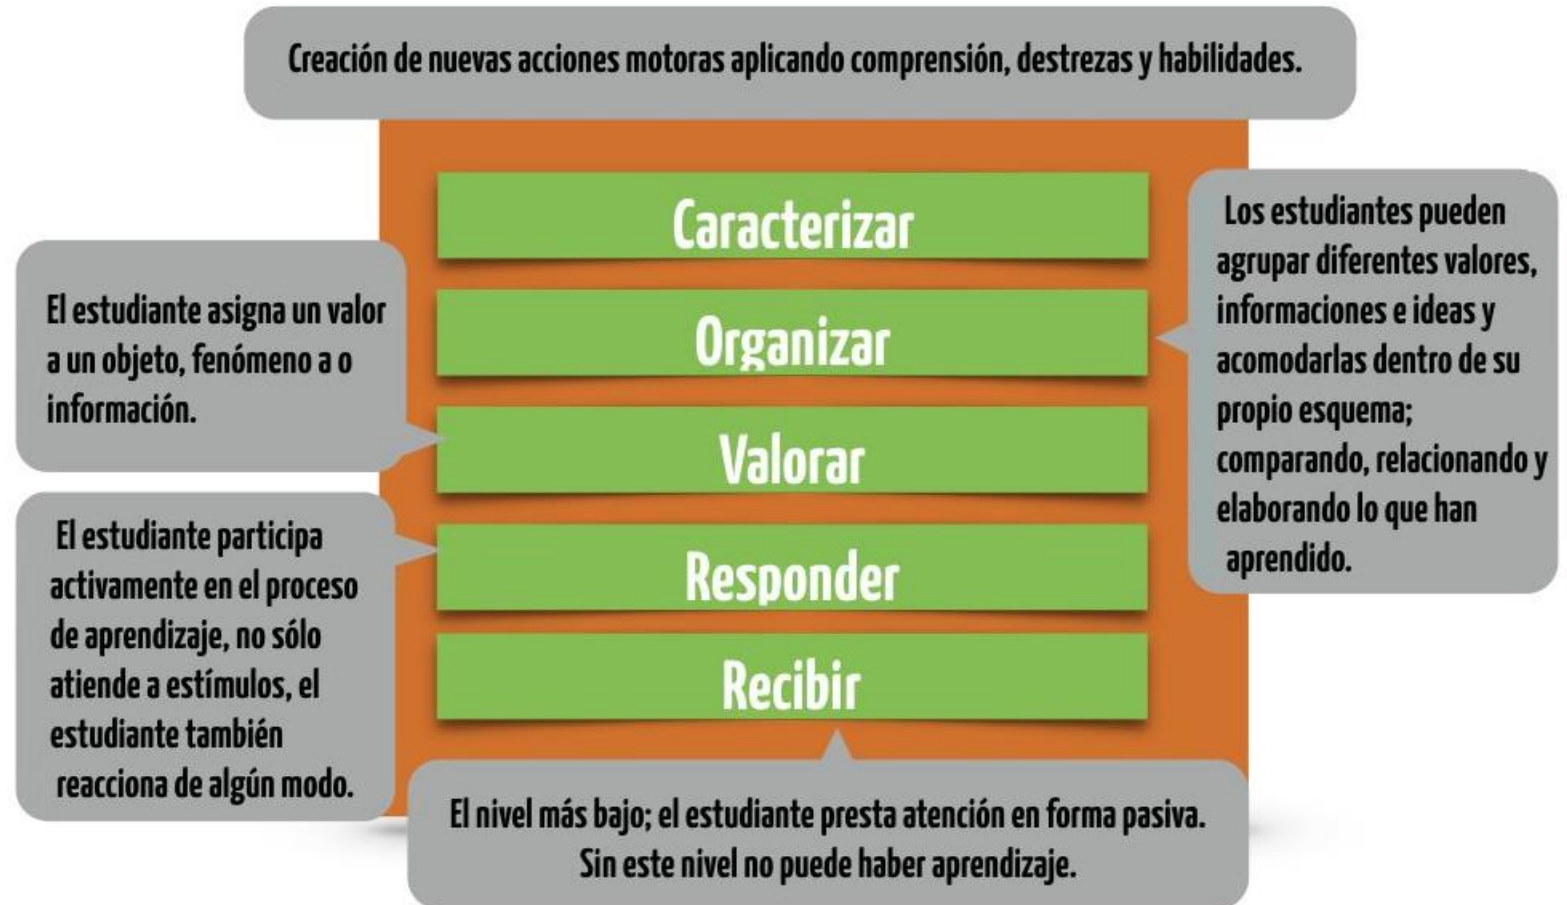 Creación de nuevas acciones motoras aplicando comprensión, destrezas y habilidades.
Caracterizar
Organizar
Los estudiantes pueden
agrupar diferentes valores,
informaciones e ideas y
acomodarlas dentro de su
propio esquema;
comparando, relacionando y
elaborando lo que han
aprendido.
El estudiante asigna un valor
a un objeto, fenómeno a o
información.
Valorar
El estudiante participa
activamente en el proceso
de aprendizaje, no sólo
atiende a estímulos, el
estudiante también
reacciona de algún modo.
Responder
Recibir
El nivel más bajo; el estudiante presta atención en forma pasiva.
Sin este nivel no puede haber aprendizaje.